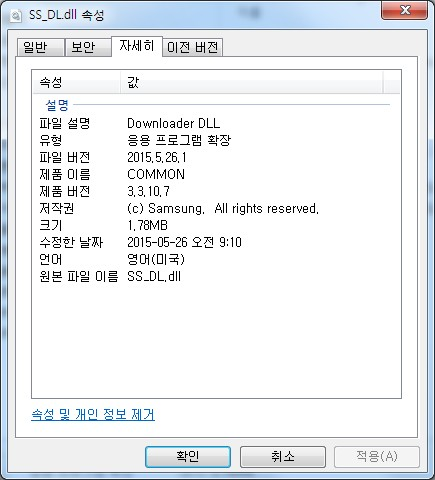 SS_DL.dll 속성
일반 보안 자세히 이전 버전
속성 값
설명
파일 설명 Downloader DLL
유형 응용 프로그램 확장
파일 버전 2015.5.26.1
제품 이름 COMMON
제품 버전 3.3.10.7
저작권 (c) Samsung. All rights reserved.
크기 1.78MB
수정한 날짜 2015-05-26 오전 9:10
언어 영어(미국)
원본 파일 이름 SS_DL.dll
속성 및 개인 정보 제거
확인 취소 적용(A)